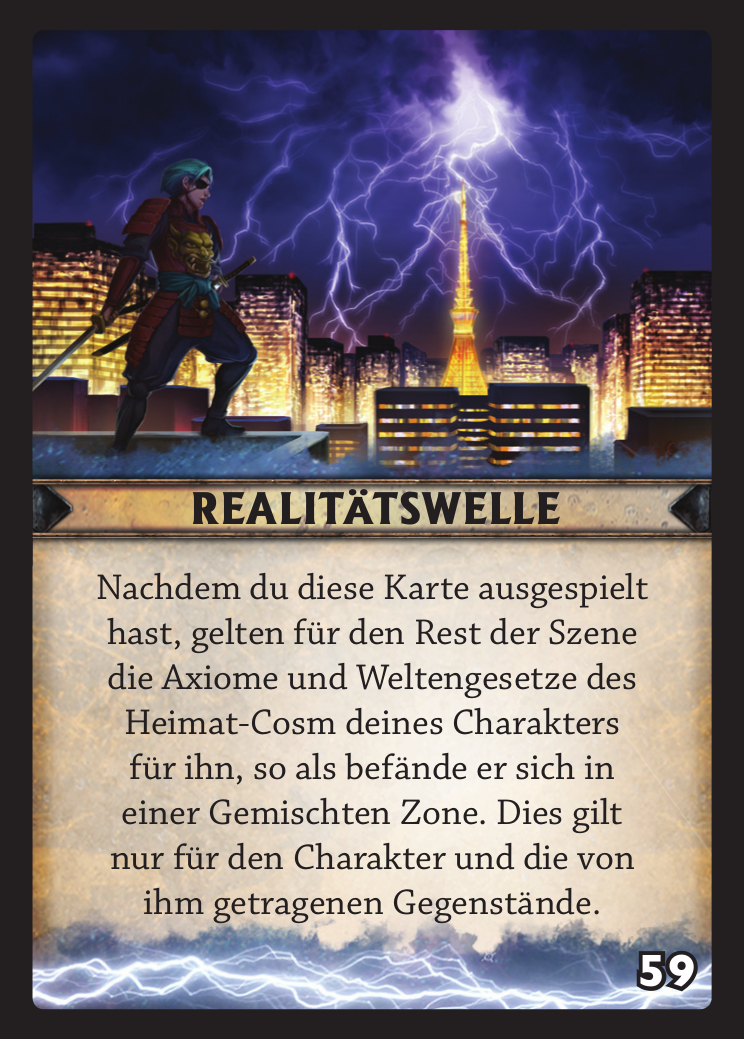 REALITÄTSWELLE
Nachdem du diese Karte ausgespielt
hast, gelten für den Rest der Szene
die Axiome und Weltengesetze des
Heimat-Cosm deines Charakters
für ihn, so als befände er sich in
einer Gemischten Zone. Dies gilt
nur für den Charakter und die von
ihm getragenen Gegenstände.
59